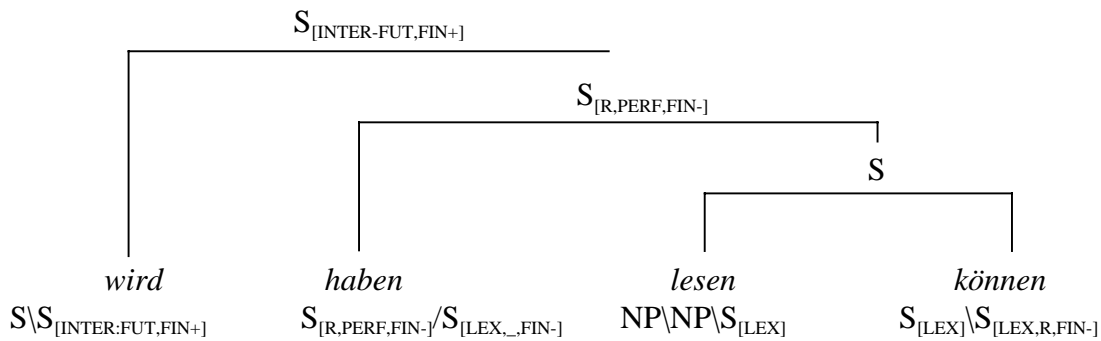 S[INTER-FUT,FIN+]
S[R,PERF,FIN-]
S
wird haben lesen können
S\S[INTER:FUT,FIN+] S[R,PERF,FIN-]/S[LEX,_,FIN-] NP\NP\S[LEX] S[LEX]\S[LEX,R,FIN-]